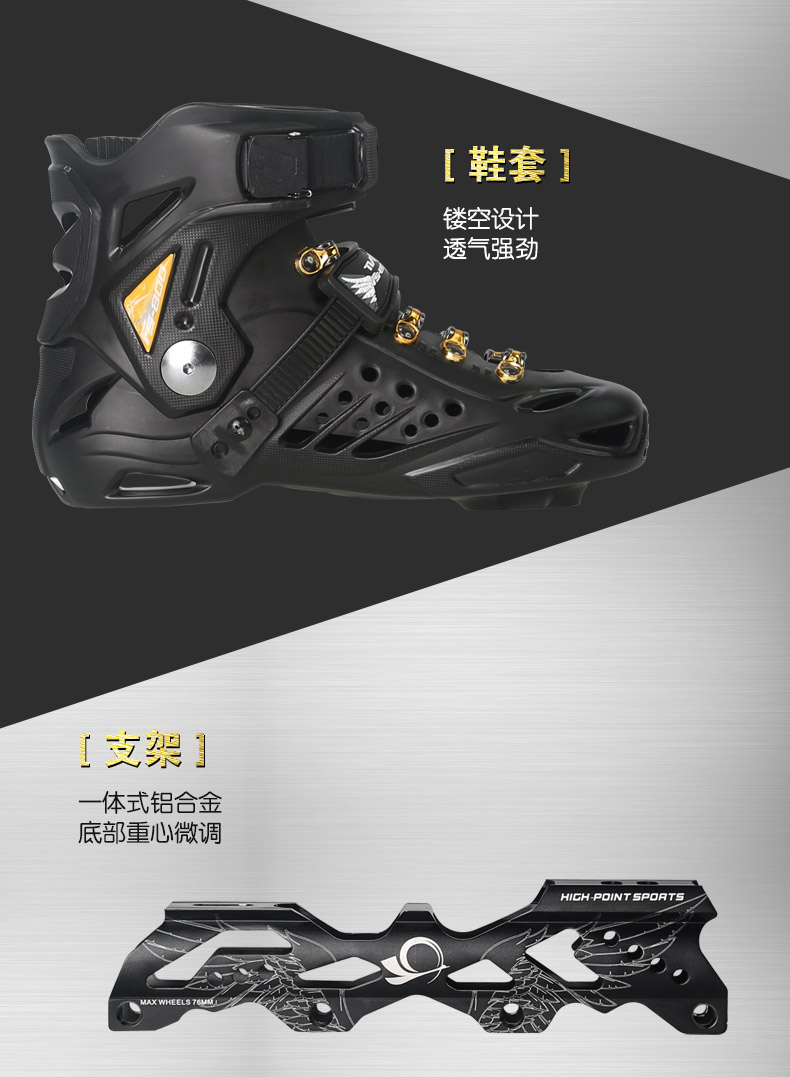 [ 鞋套 ]
镂空设计
透气强劲
[ 支架 ]
一体式铝合金
底部重心微调
HIGH-POINT SPORTS
MAX WHEELS 76MM